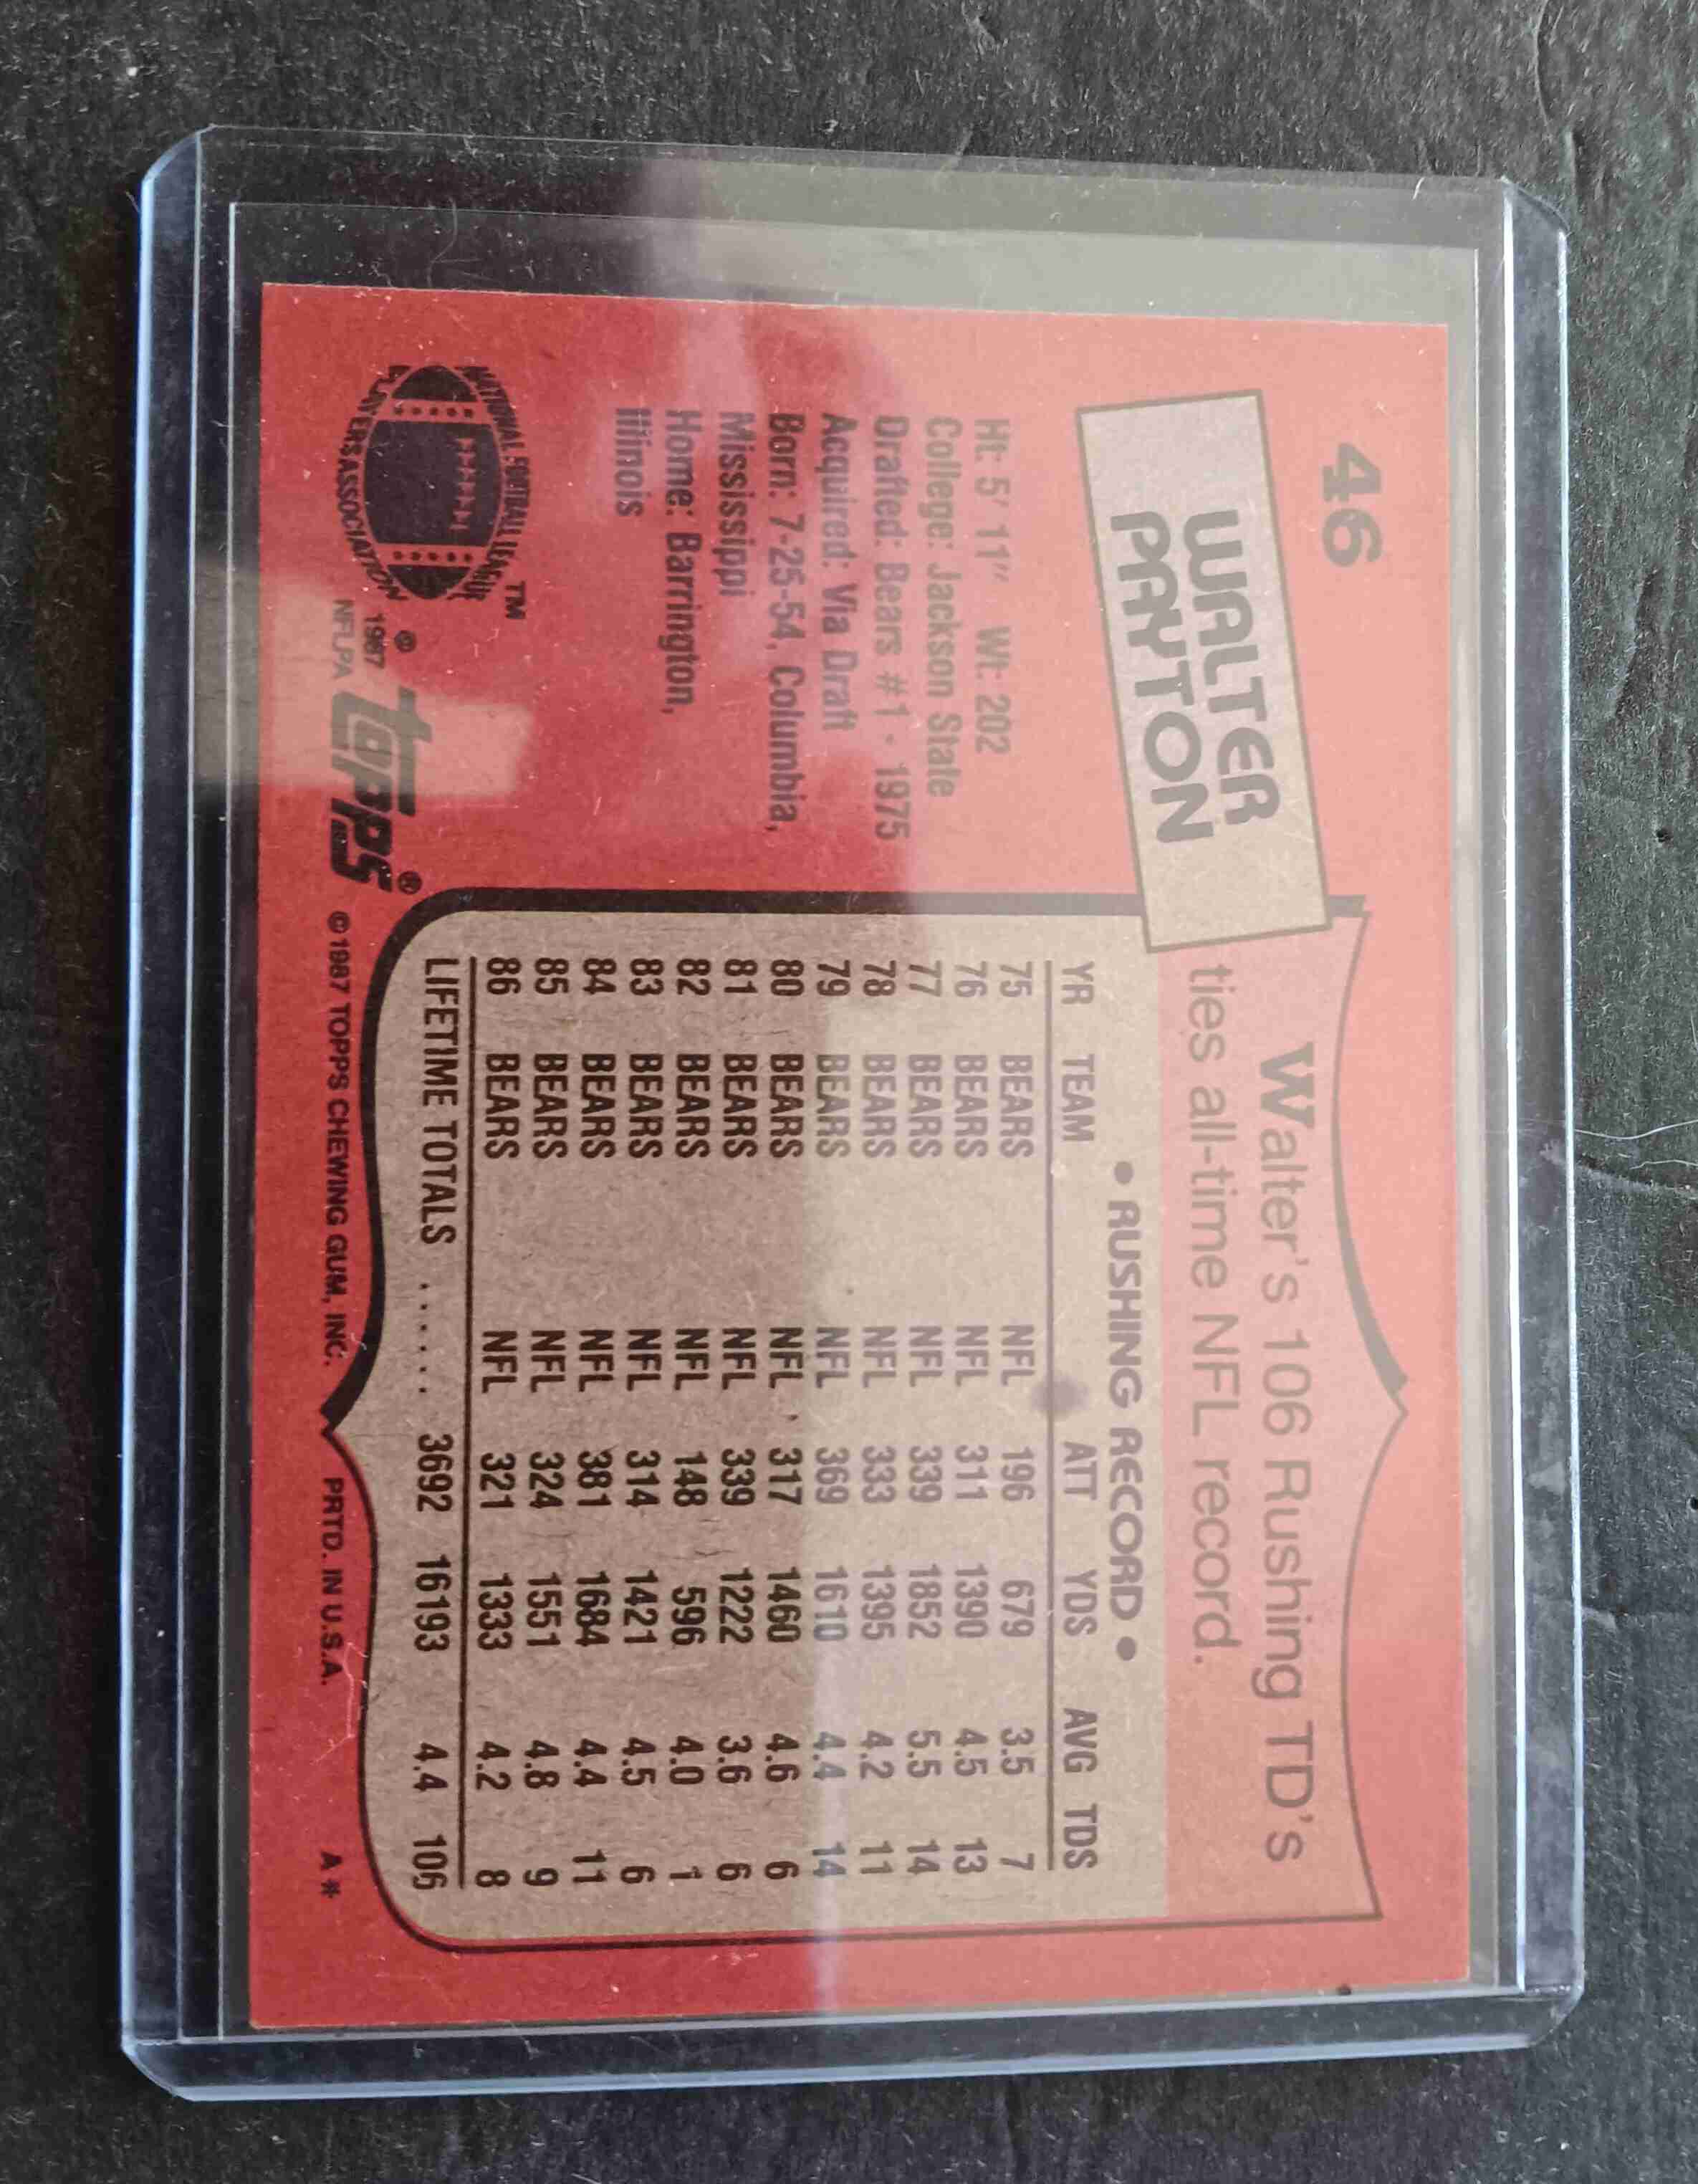 46
WALTER
PAYTON
Walter's 106 Rushing TD's
ties all-time NFL record.
Ht: 5' 11" Wt: 202
College: Jackson State
Drafted: Bears #1 - 1975
Acquired: Via Draft
Born: 7-25-54, Columbia,
Mississippi
Home: Barrington,
Illinois
• RUSHING RECORD •
YR TEAM ATT YDS AVG TDS
75 BEARS NFL 196 679 3.5 7
76 BEARS NFL 311 1390 4.5 13
77 BEARS NFL 339 1852 5.5 14
78 BEARS NFL 333 1395 4.2 11
79 BEARS NFL 369 1610 4.4 14
80 BEARS NFL 317 1460 4.6 6
81 BEARS NFL 339 1222 3.6 6
82 BEARS NFL 148 596 4.0 1
83 BEARS NFL 314 1421 4.5 6
84 BEARS NFL 381 1684 4.4 11
85 BEARS NFL 324 1551 4.8 9
86 BEARS NFL 321 1333 4.2 8
LIFETIME TOTALS ...... 3692 16193 4.4 106
NATIONAL FOOTBALL LEAGUE
PLAYERS ASSOCIATION
TM
®
1987
NFLPA
topps®
INC.
©1987 TOPPS CHEWING GUM, INC. PRTD. IN U.S.A. A*